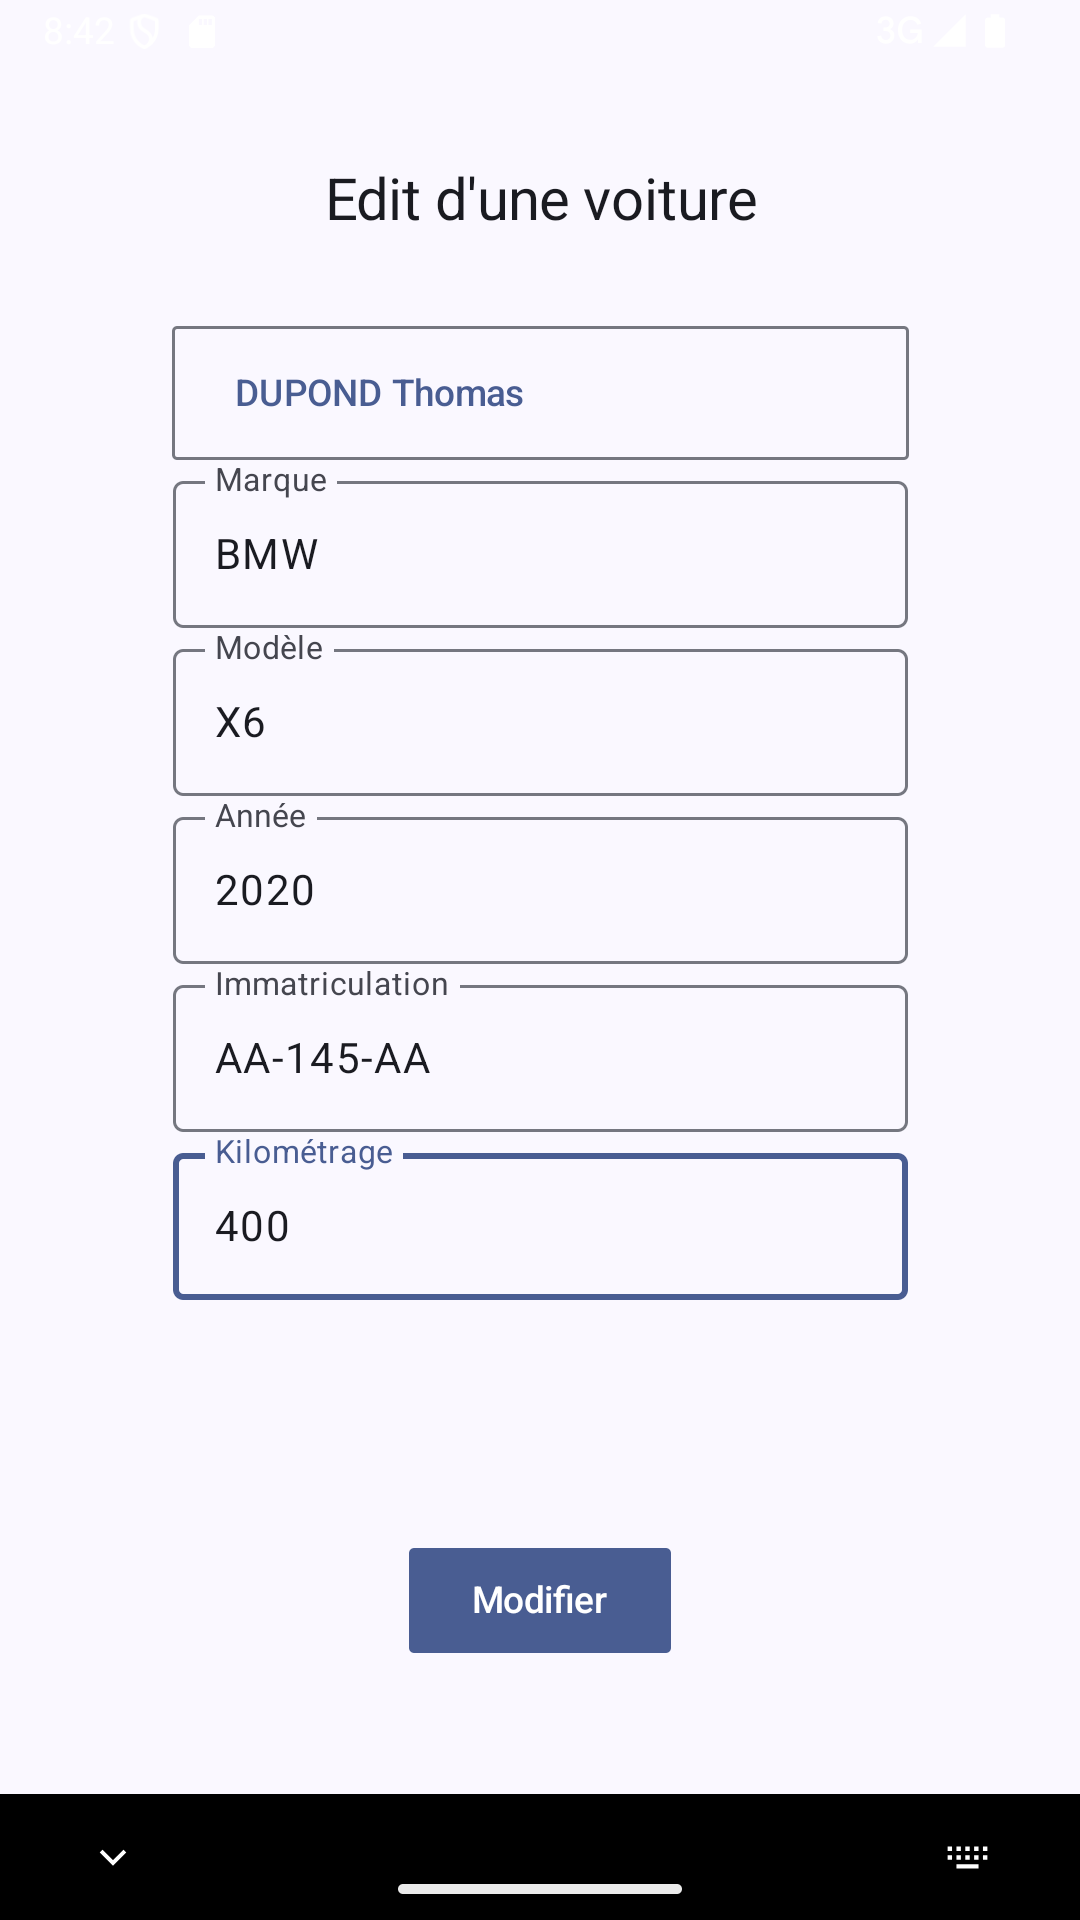 8:42
3G
Edit d'une voiture
DUPOND Thomas
Marque
BMW
Modèle
X6
Année
2020
Immatriculation
AA-145-AA
Kilométrage
400
Modifier